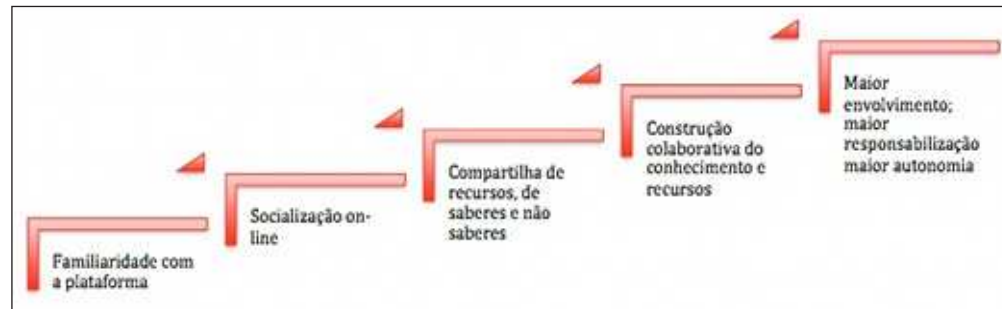 Familiaridade com
a plataforma
Socialização on-
line
Compartilha de
recursos, de
saberes e não
saberes
Construção
colaborativa do
conhecimento e
recursos
Maior
envolvimento;
maior
responsabilização
maior autonomia